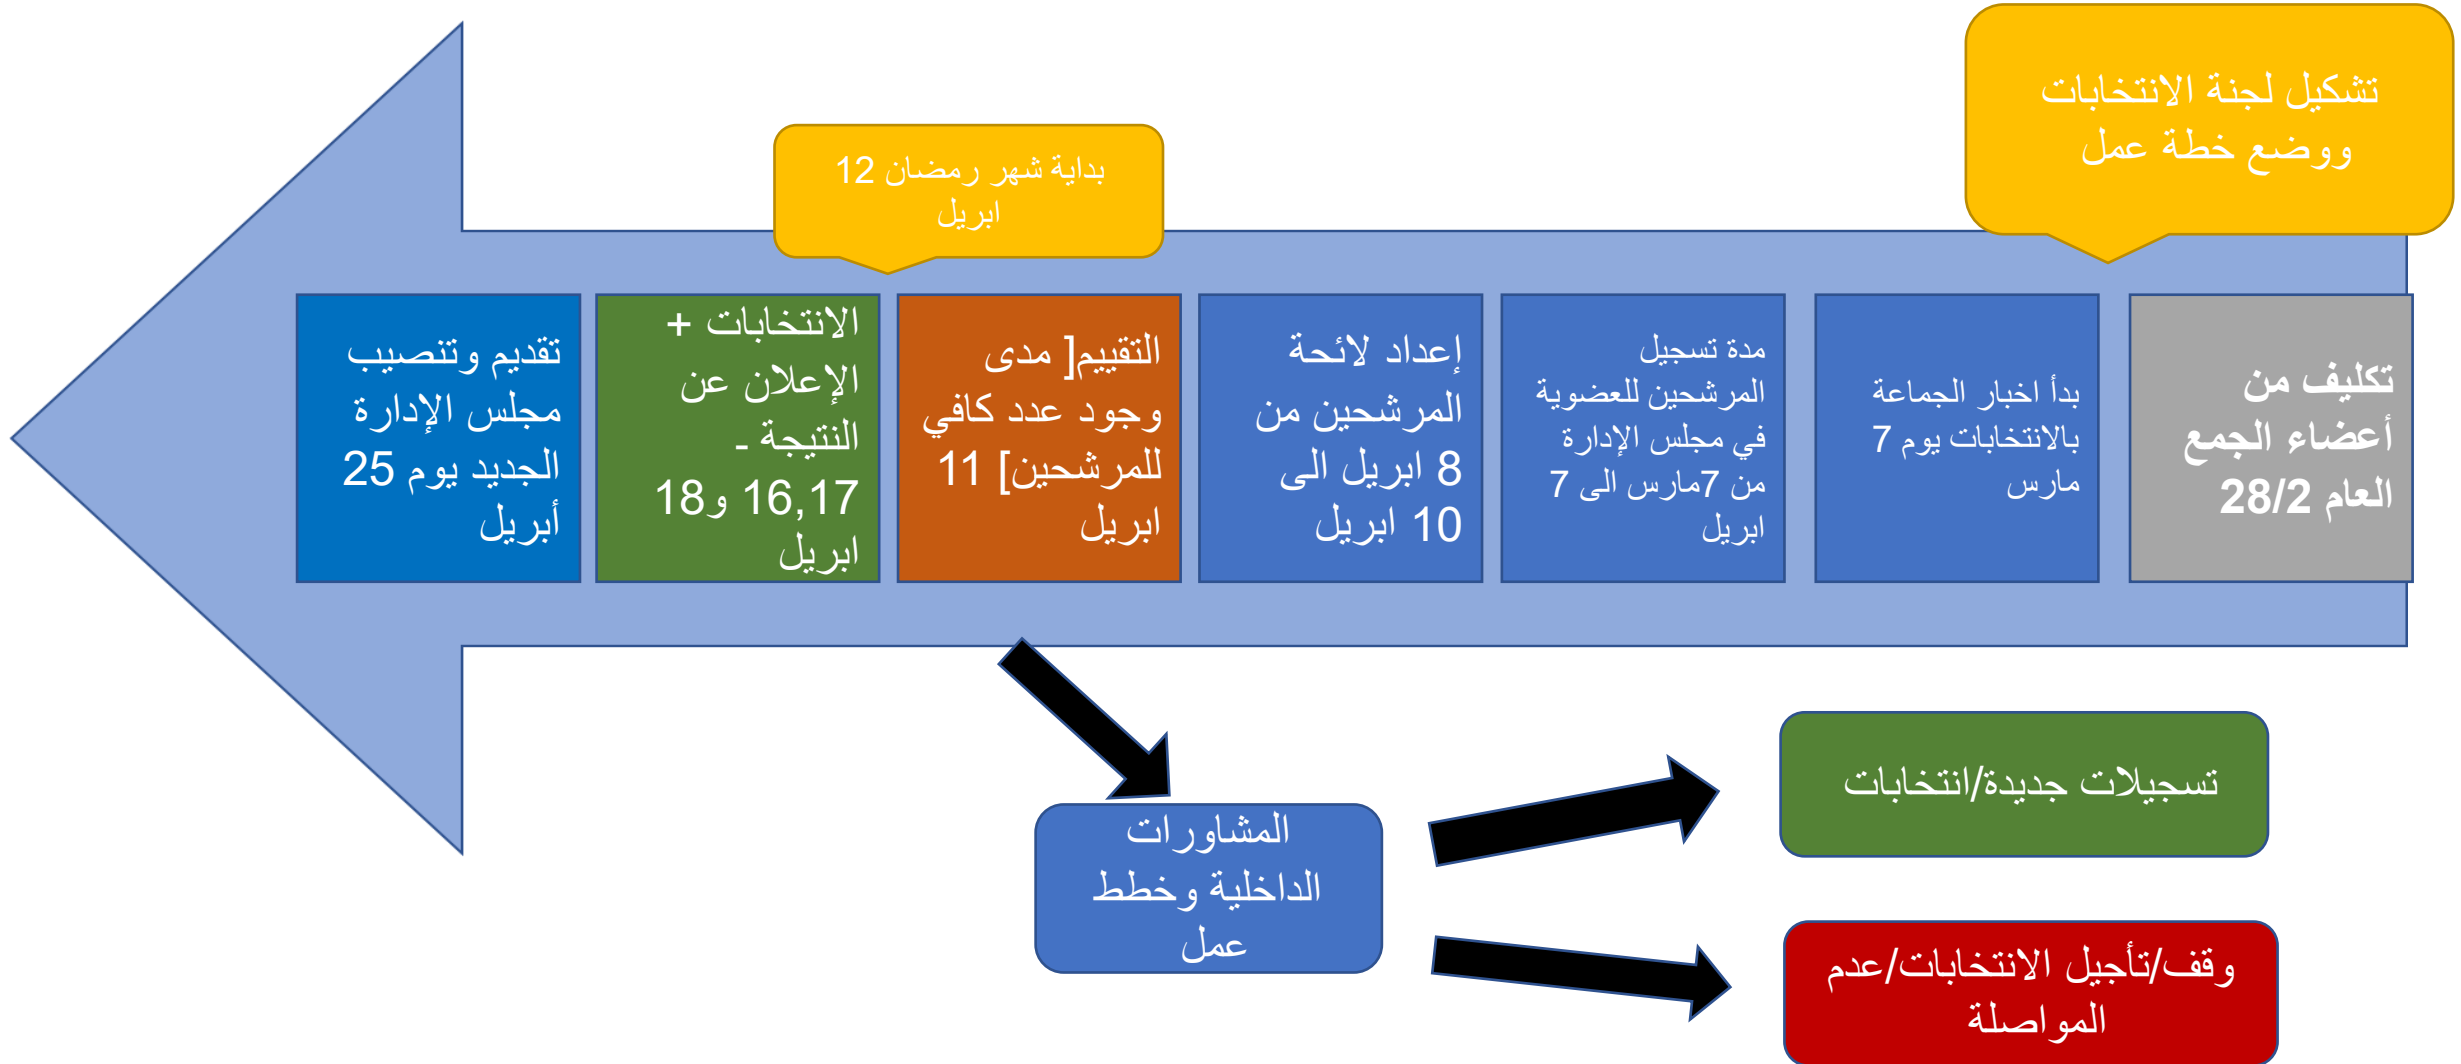 تشكيل لجنة الانتخابات
ووضع خطة عمل
بداية شهر رمضان 12
ابريل
تكليف من
أعضاء الجمع
العام 28/2
بدأ اخبار الجماعة
بالانتخابات يوم 7
مارس
مدة تسجيل
المرشحين للعضوية
في مجلس الإدارة
من 7مارس الى 7
ابريل
إعداد لائحة
المرشحين من
8 ابريل الى
10 ابريل
التقييم[ مدى
وجود عدد كافي
للمرشحين] 11
ابريل
الانتخابات +
الإعلان عن
النتيجة -
16,17 و18
ابريل
تقديم وتنصيب
مجلس الإدارة
الجديد يوم 25
أبريل
المشاورات
الداخلية وخطط
عمل
تسجيلات جديدة/انتخابات
وقف/تأجيل الانتخابات/عدم
المواصلة